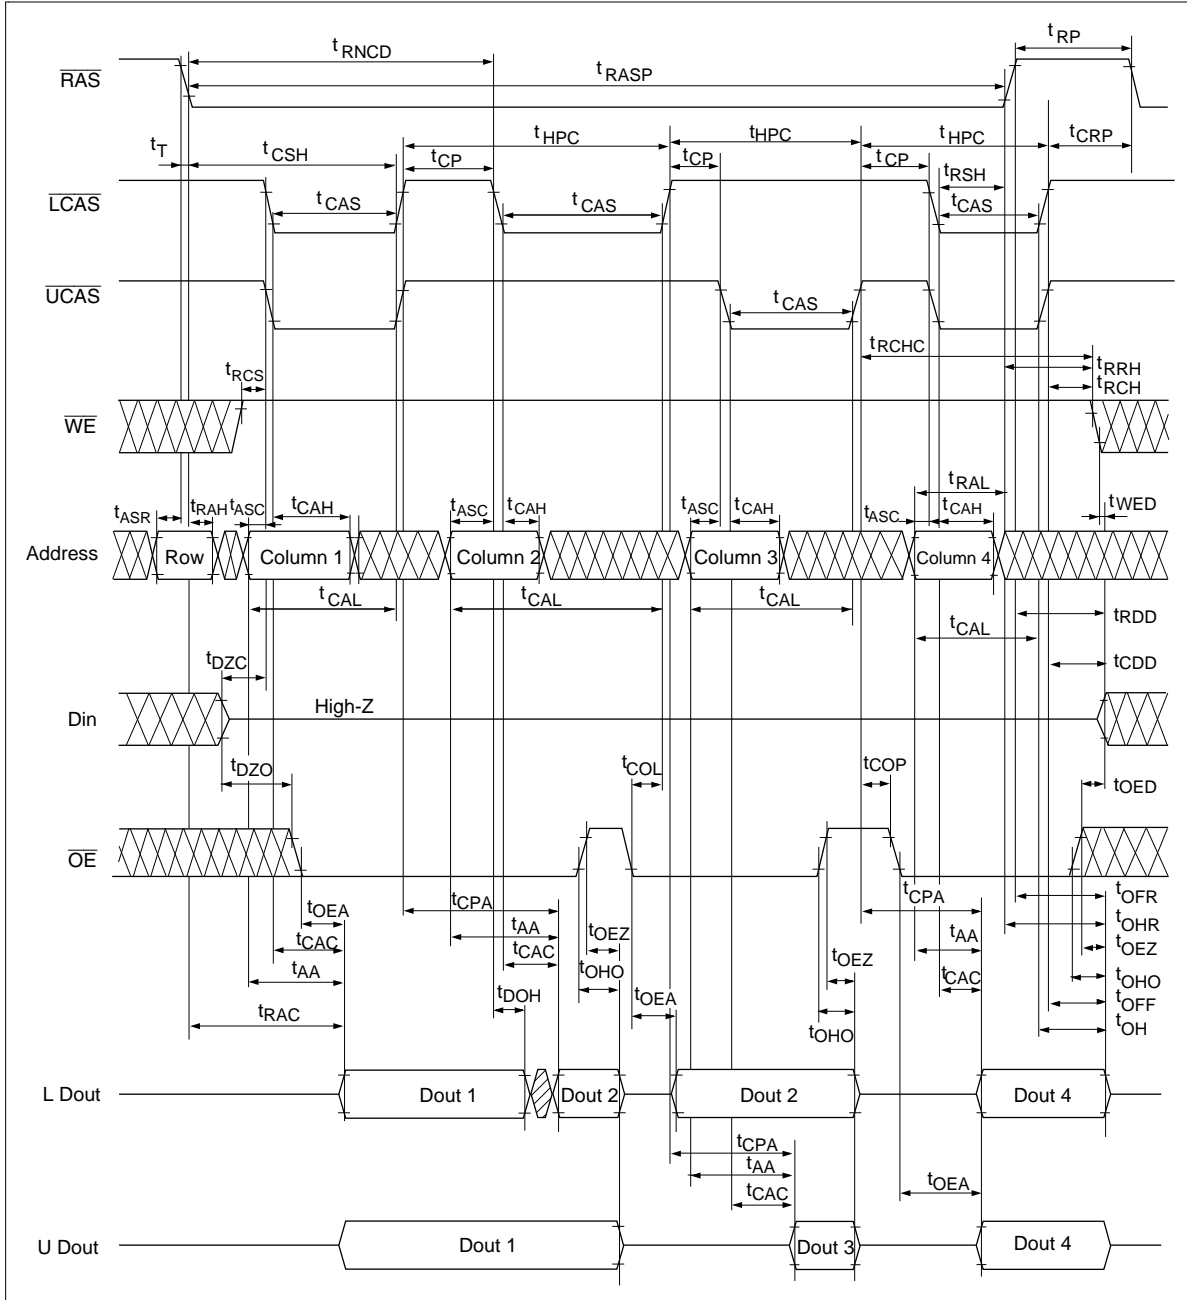 tRP
tRNCD
RAS
tRASP
tT
tCSH
tHPC
tHPC
tHPC
tCRP
tCP
tCP
tCP
tRSH
LCAS
tCAS
tCAS
tCAS
UCAS
tCAS
tRCHC
tRCS
tRRH
tRCH
WE
tRAL
tASR
tRAH
tASC
tCAH
tASC
tCAH
tASC
tCAH
tASC
tCAH
tWED
Address
Row
Column 1
Column 2
Column 3
Column 4
tCAL
tCAL
tCAL
tCAL
tRDD
tDZC
tCDD
Din
High-Z
tDZO
tCOL
tCOP
tOED
OE
tOEA
tCPA
tCPA
tOFR
tCAC
tAA
tOEZ
tAA
tOHR
tAA
tCAC
tOHO
tOEZ
tCAC
tOEZ
tRAC
tDOH
tOEA
tOHO
tOHO
tOFF
tOH
L Dout
Dout 1
Dout 2
Dout 2
Dout 4
tCPA
tAA
tCAC
tOEA
U Dout
Dout 1
Dout 3
Dout 4